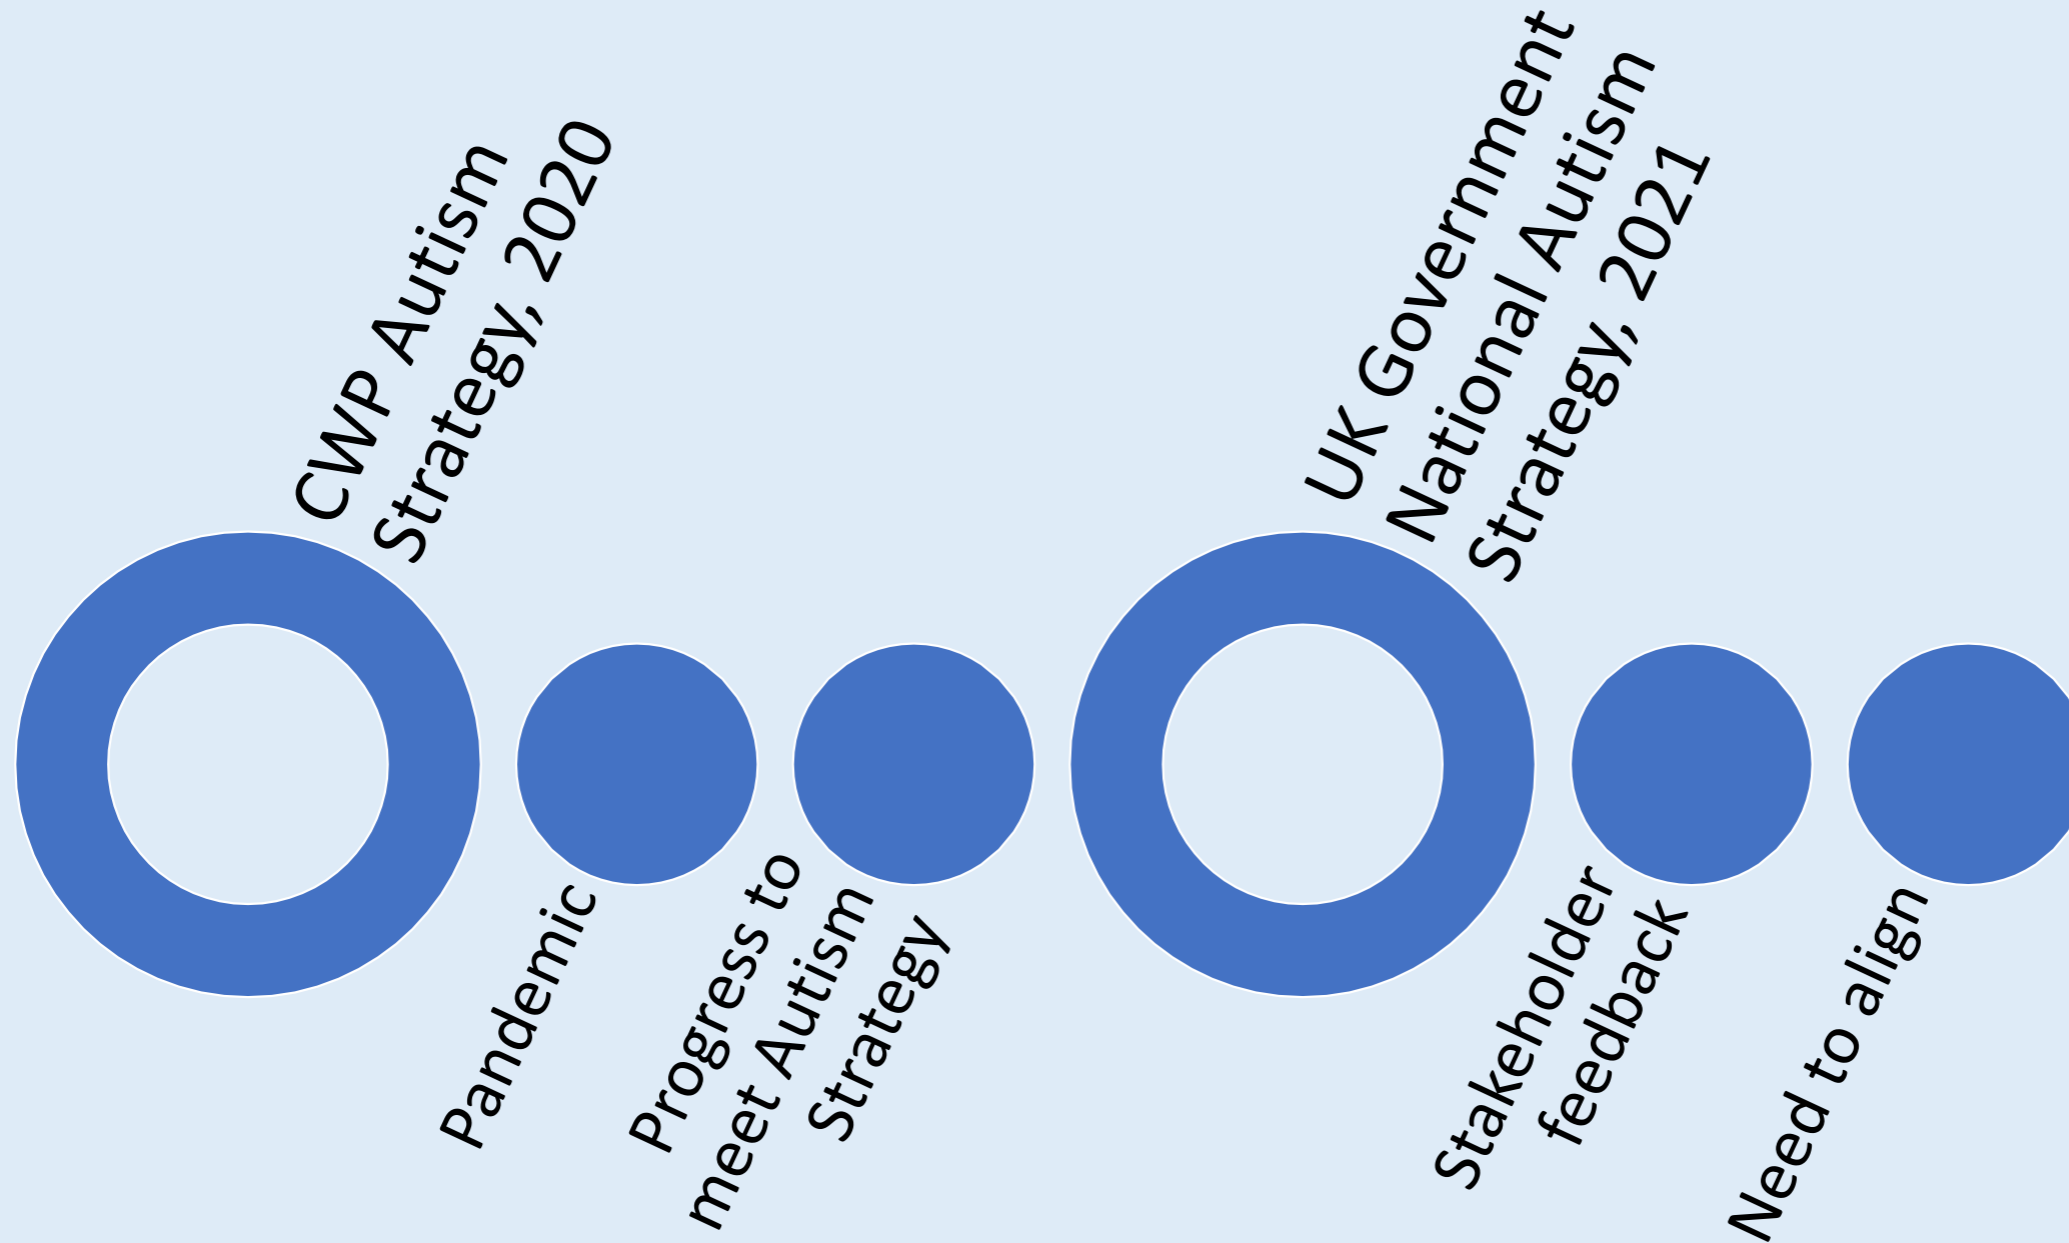 CWP Autism
Strategy, 2020
Pandemic
Progress to
meet Autism
Strategy
UK Government
National Autism
Strategy, 2021
Stakeholder
feedback
Need to align